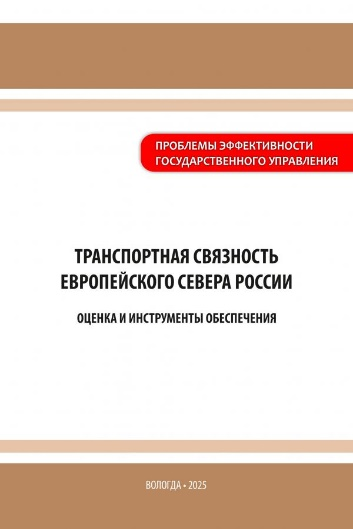 ПРОБЛЕМЫ ЭФФЕКТИВНОСТИ
ГОСУДАРСТВЕННОГО УПРАВЛЕНИЯ
ТРАНСПОРТНАЯ СВЯЗНОСТЬ
ЕВРОПЕЙСКОГО СЕВЕРА РОССИИ
ОЦЕНКА И ИНСТРУМЕНТЫ ОБЕСПЕЧЕНИЯ
ВОЛОГДА • 2025